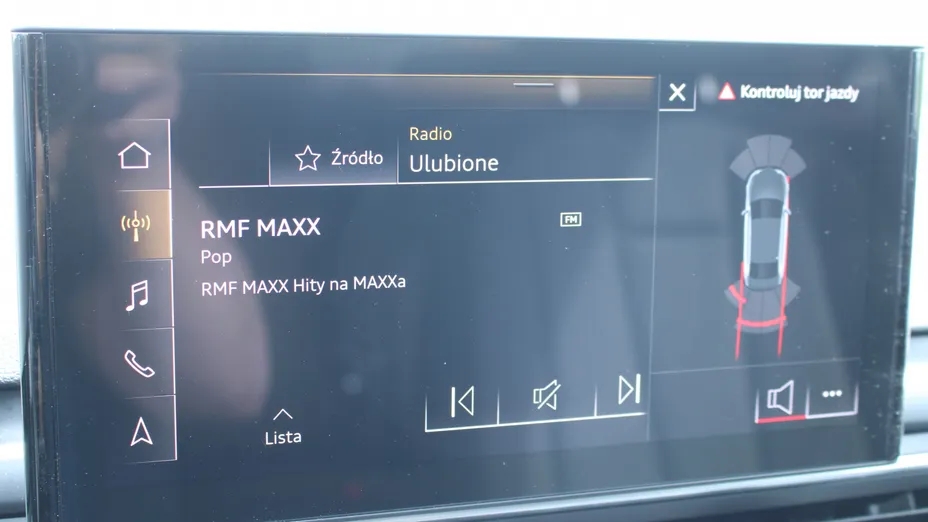 Kontroluj tor jazdy
Źródło
Radio
Ulubione
RMF MAXX
FM
Pop
RMF MAXX Hity na MAXXa
Lista